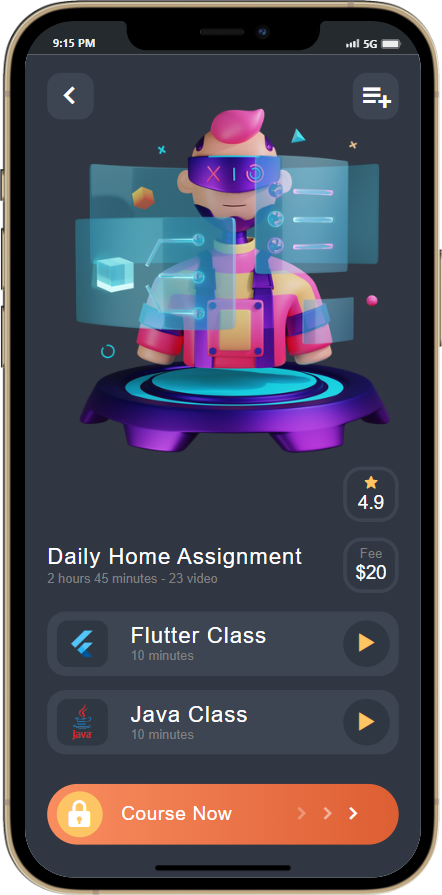 9:15 PM
5G
4.9
Daily Home Assignment
2 hours 45 minutes - 23 video
Fee
$20
Flutter Class
10 minutes
Java
Java Class
10 minutes
Course Now